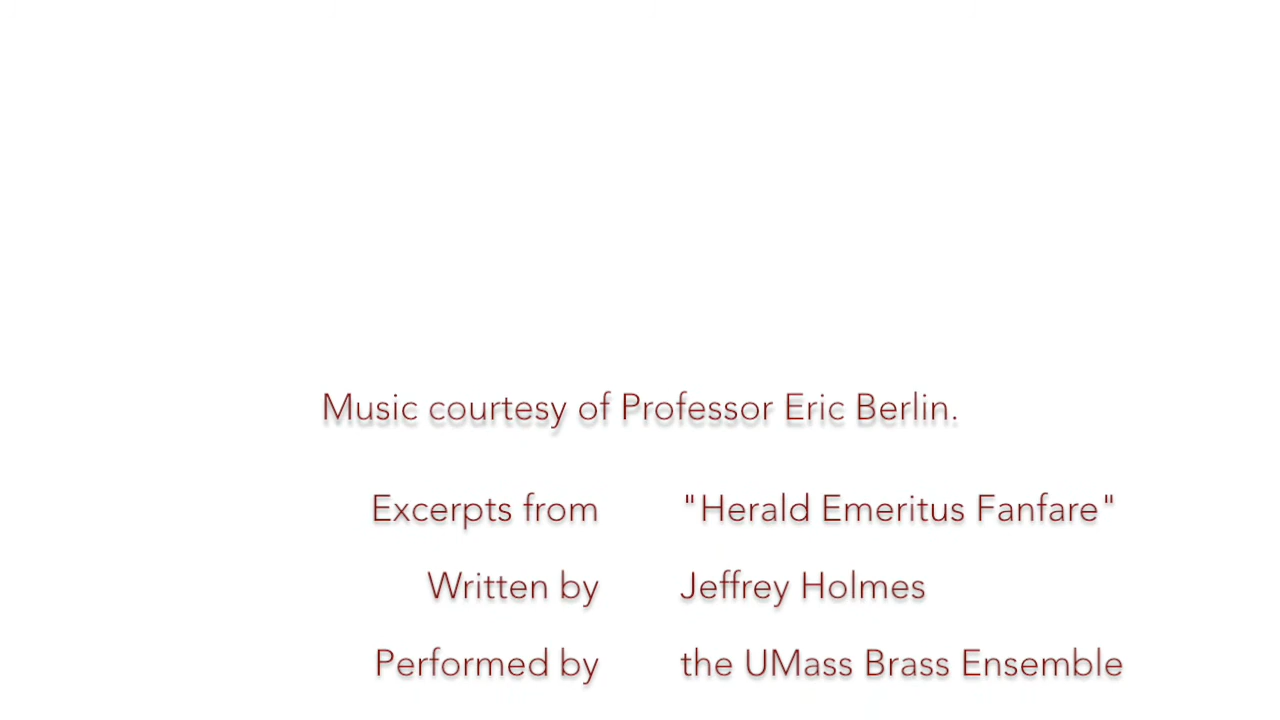 Music courtesy of Professor Eric Berlin.
Excerpts from "Herald Emeritus Fanfare"
Written by Jeffrey Holmes
Performed by the UMass Brass Ensemble